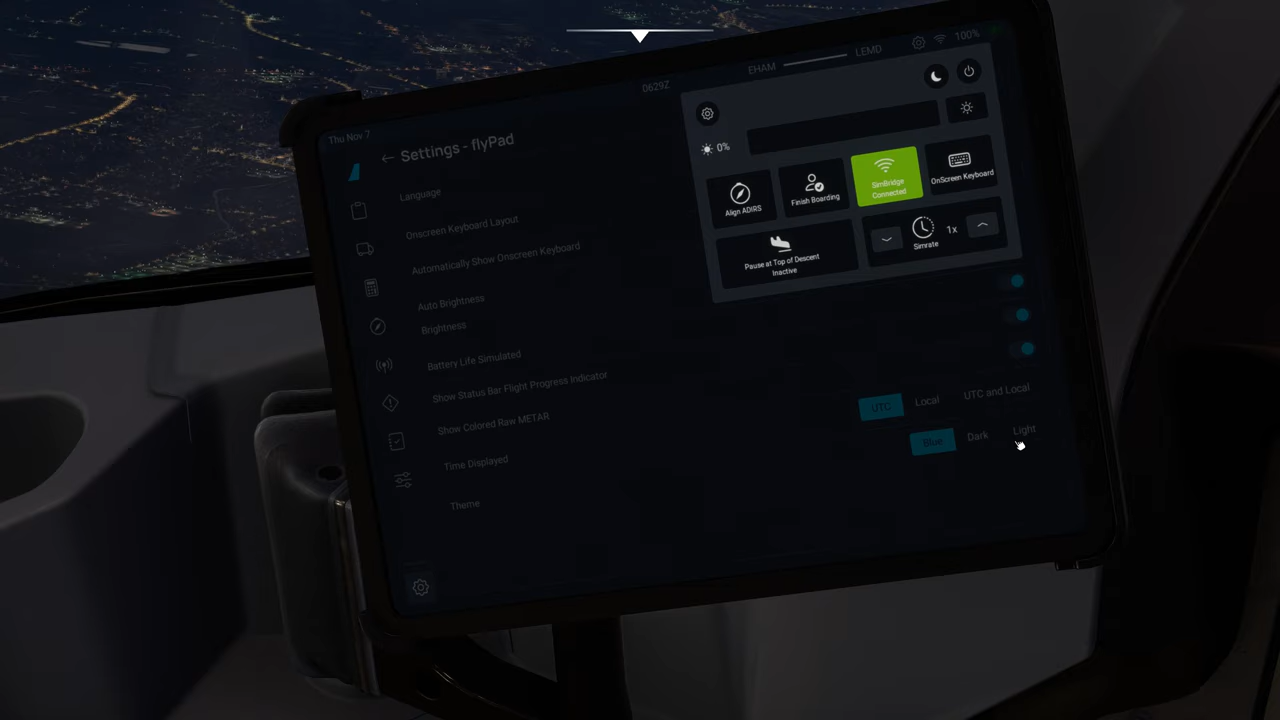 Thu Nov 7
0629Z
EHAM
LEMD
100%
Settings - flyPad
0%
Align ADIRS
Finish Boarding
SimBridge
Connected
OnScreen Keyboard
Pause at Top of Descent
Inactive
Simrate
1x
Language
Onscreen Keyboard Layout
Automatically Show Onscreen Keyboard
Auto Brightness
Brightness
Battery Life Simulated
Show Status Bar Flight Progress Indicator
Show Colored Raw METAR
Time Displayed
UTC Local UTC and Local
Theme
Blue Dark Light